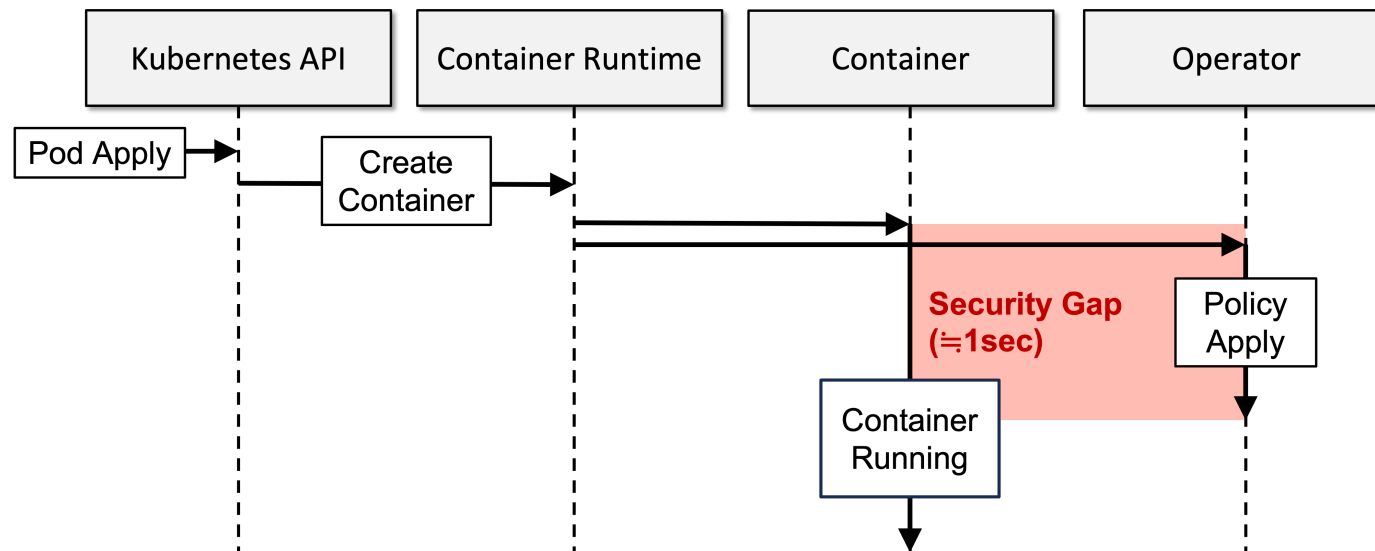 Kubernetes API
Container Runtime
Container
Operator
Pod Apply
Create
Container
Security Gap
(≒1sec)
Policy
Apply
Container
Running